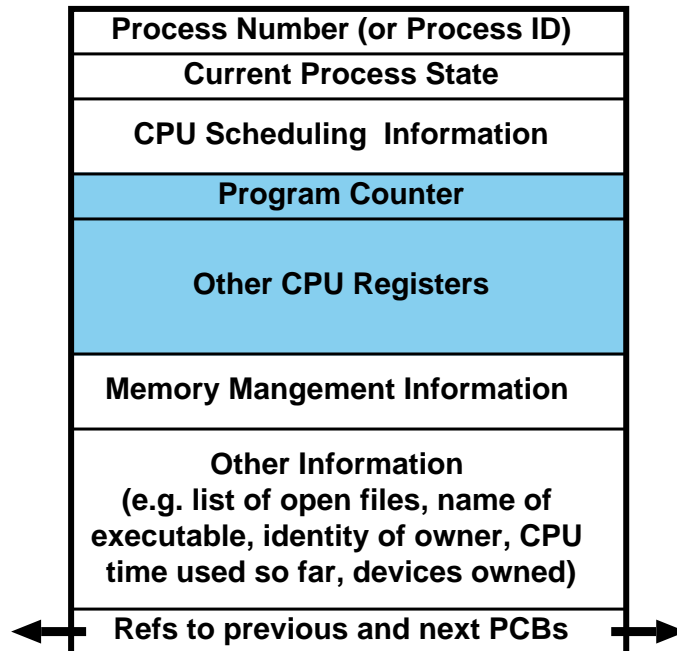 Process Number (or Process ID)
Current Process State
CPU Scheduling Information
Program Counter
Other CPU Registers
Memory Mangement Information
Other Information
(e.g. list of open files, name of
executable, identity of owner, CPU
time used so far, devices owned)
Refs to previous and next PCBs